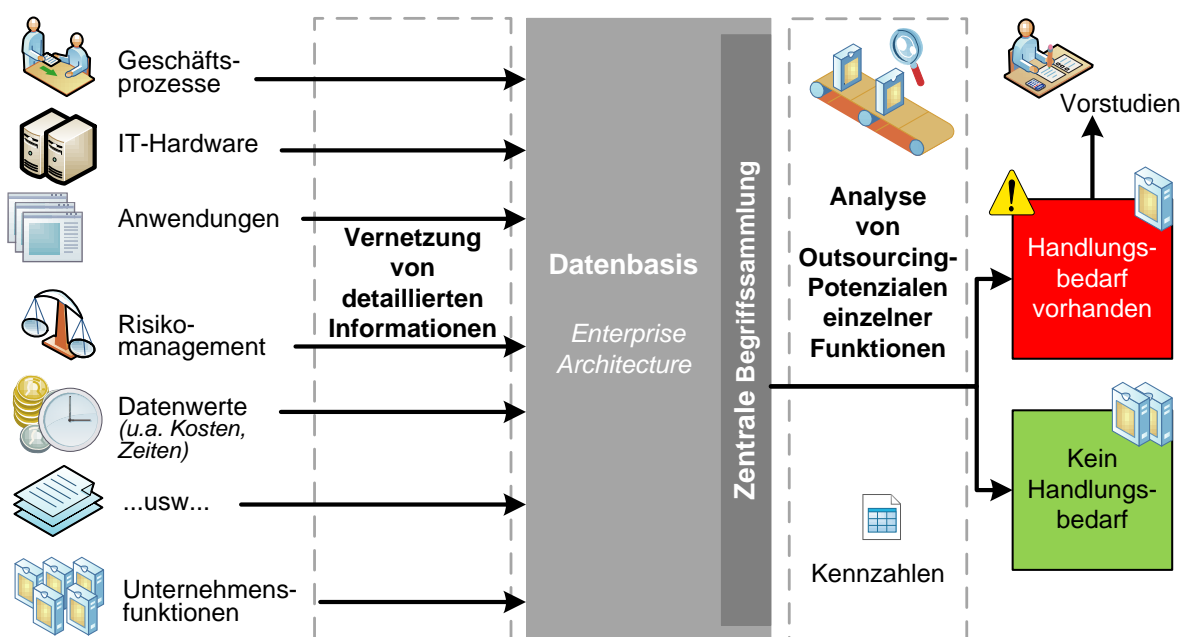 Geschäfts-
prozesse
IT-Hardware
Anwendungen
Risiko-
management
Datenwerte
(u.a. Kosten,
Zeiten)
...usw...
Unternehmens-
funktionen
Vernetzung
von
detaillierten
Informationen
Datenbasis
Enterprise
Architecture
Zentrale Begriffssammlung
Analyse
von
Outsourcing-
Potenzialen
einzelner
Funktionen
Kennzahlen
Vorstudien
Handlungs-
bedarf
vorhanden
Kein
Handlungs-
bedarf